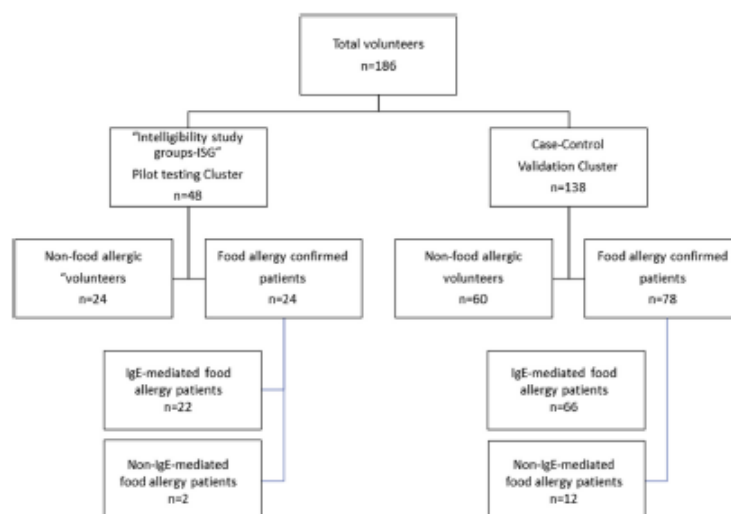 Total volunteers
n=186
"Intelligibility study
groups-ISG"
Pilot testing Cluster
n=48
Case-Control
Validation Cluster
n=138
Non-food allergic
"volunteers
n=24
Food allergy confirmed
patients
n=24
Non-food allergic
volunteers
n=60
Food allergy confirmed
patients
n=78
IgE-mediated food
allergy patients
n=22
IgE-mediated food
allergy patients
n=66
Non-IgE-mediated
food allergy patients
n=2
Non-IgE-mediated
food allergy patients
n=12